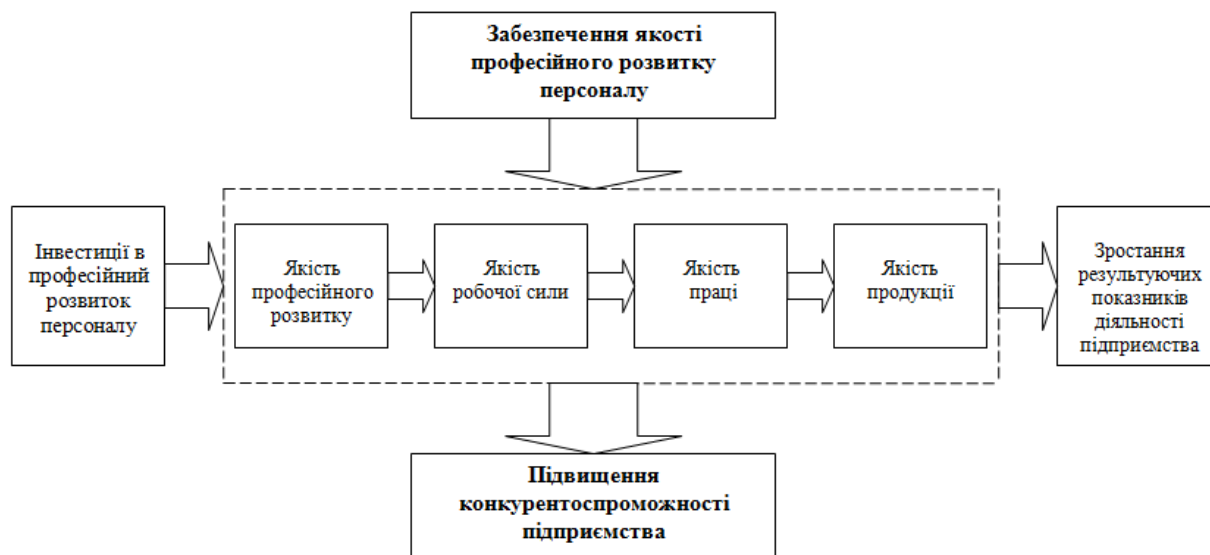 Забезпечення якості
професійного розвитку
персоналу
Інвестиції в
професійний
розвиток
персоналу
Якість
професійного
розвитку
Якість
робочої сили
Якість
праці
Якість
продукції
Зростання
результуючих
показників
діяльності
підприємства
Підвищення
конкурентоспроможності
підприємства